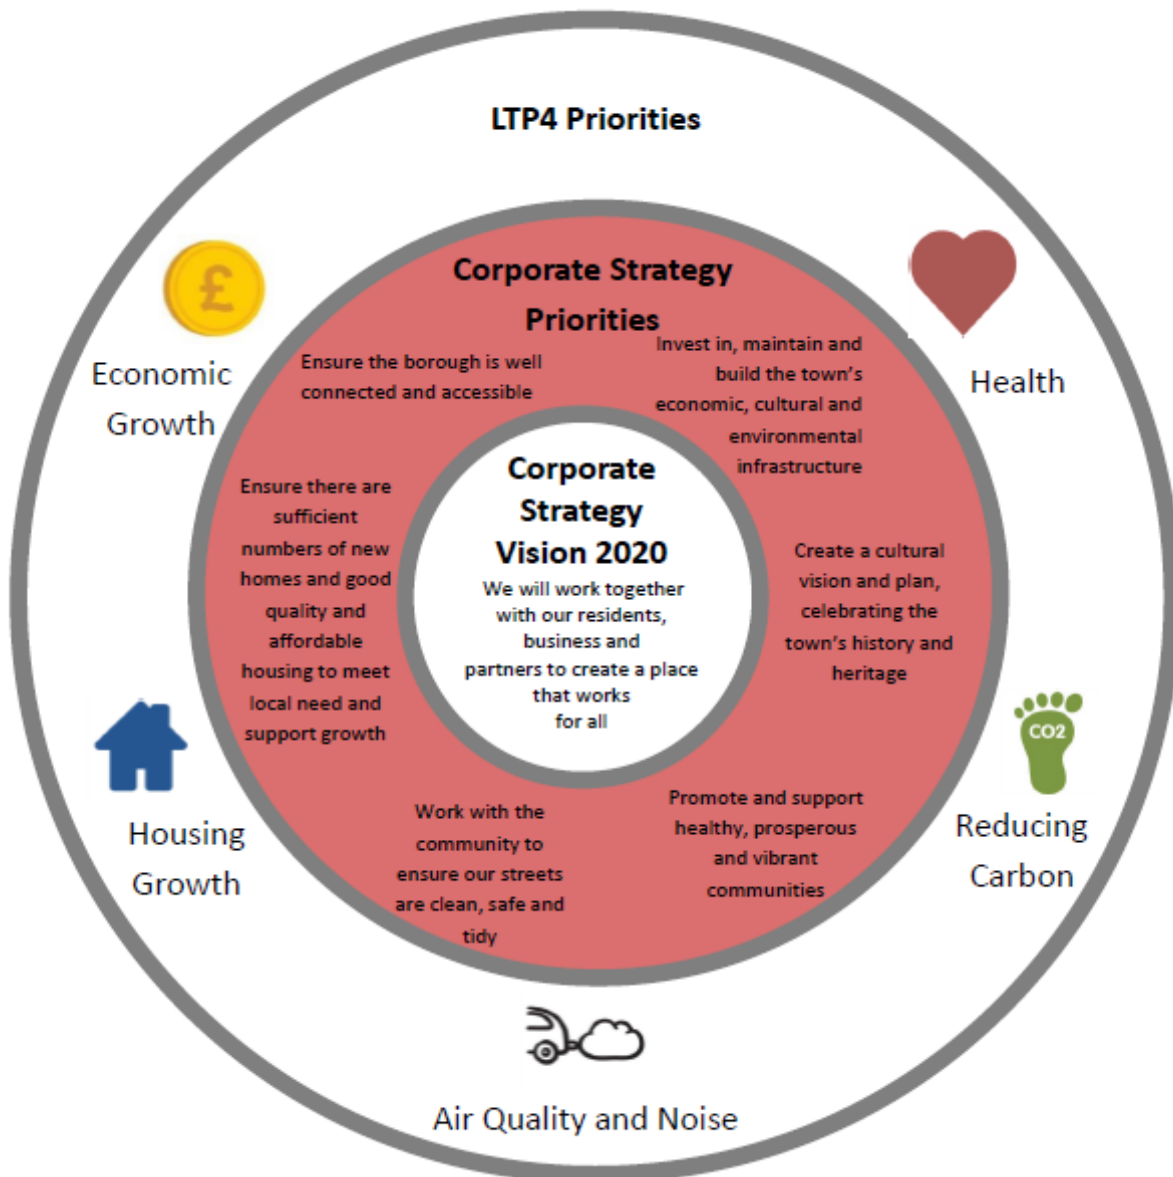 LTP4 Priorities
Economic
Growth
Health
Corporate Strategy
Priorities
Ensure the borough is well
connected and accessible
Invest in, maintain and
build the town's
economic, cultural and
environmental
infrastructure
Ensure there are
sufficient
numbers of new
homes and good
quality and
affordable
housing to meet
local need and
support growth
Corporate
Strategy
Vision 2020
We will work together
with our residents,
business and
partners to create a place
that works
for all
Create a cultural
vision and plan,
celebrating the
town's history and
heritage
Work with the
community to
ensure our streets
are clean, safe and
tidy
Promote and support
healthy, prosperous
and vibrant
communities
Housing
Growth
CO2
Reducing
Carbon
Air Quality and Noise